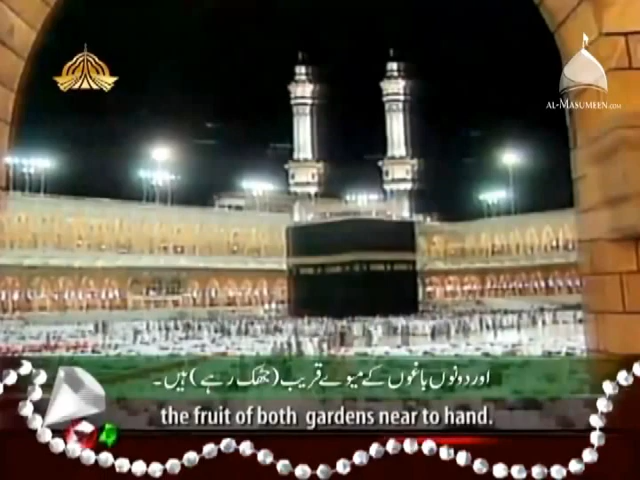 AL-MASUMEEN.COM
اور دونوں باغوں کے میوے قریب (جھک رہے) ہیں۔
the fruit of both gardens near to hand.